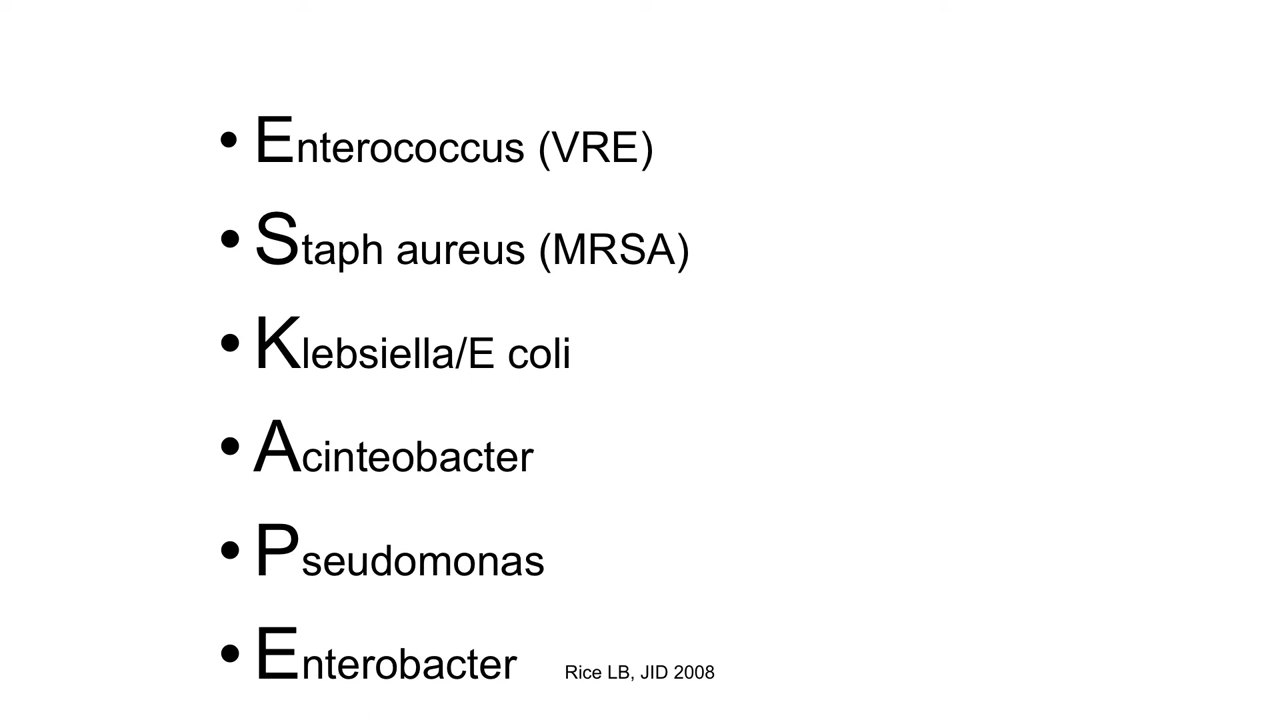 • Enterococcus (VRE)
• Staph aureus (MRSA)
• Klebsiella/E coli
• Acinteobacter
• Pseudomonas
• Enterobacter Rice LB, JID 2008